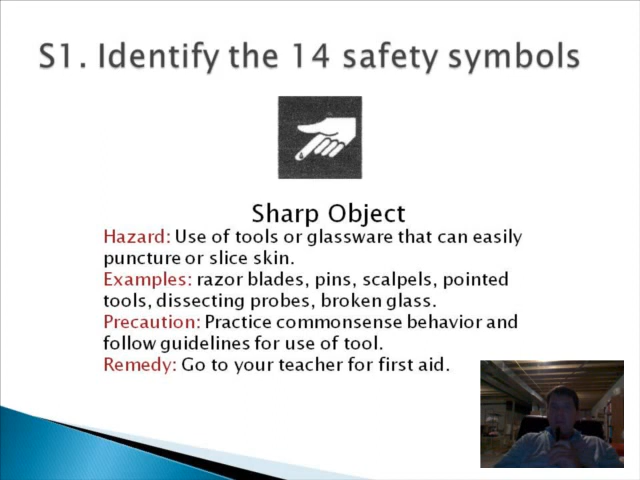 S1. Identify the 14 safety symbols
Sharp Object
Hazard: Use of tools or glassware that can easily
puncture or slice skin.
Examples: razor blades, pins, scalpels, pointed
tools, dissecting probes, broken glass.
Precaution: Practice commonsense behavior and
follow guidelines for use of tool.
Remedy: Go to your teacher for first aid.